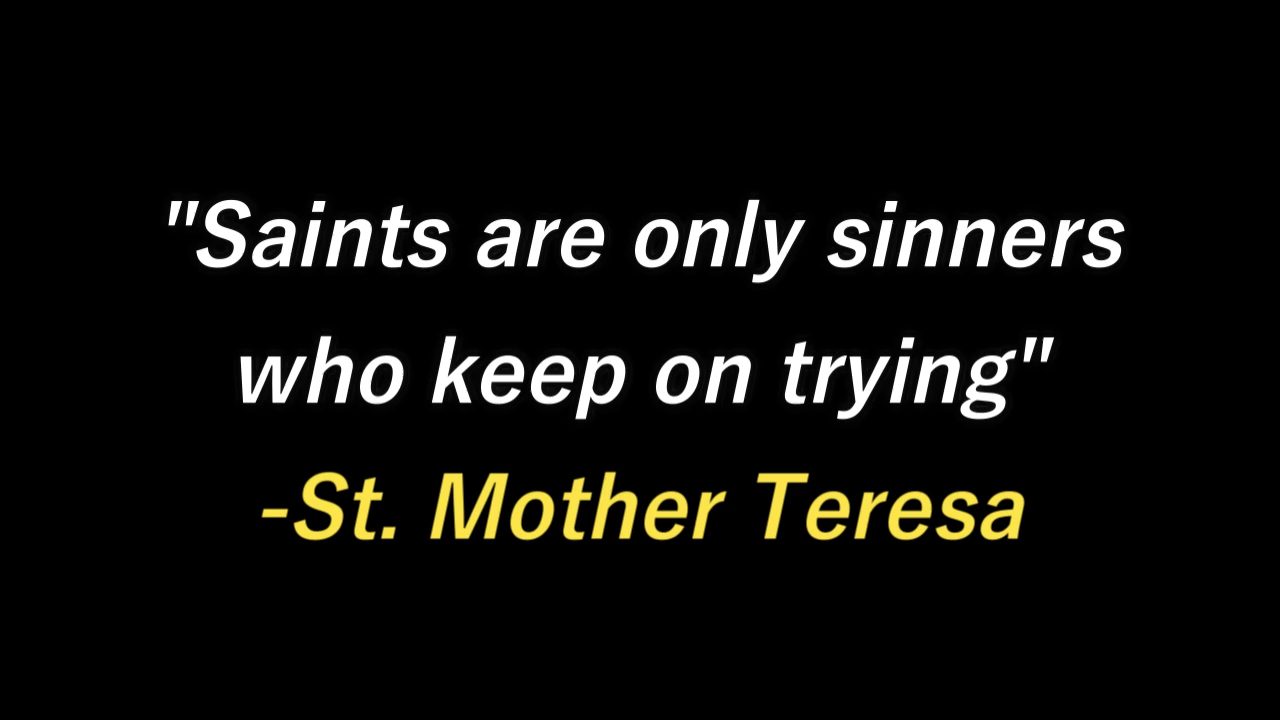 "Saints are only sinners
who keep on trying"
-St. Mother Teresa